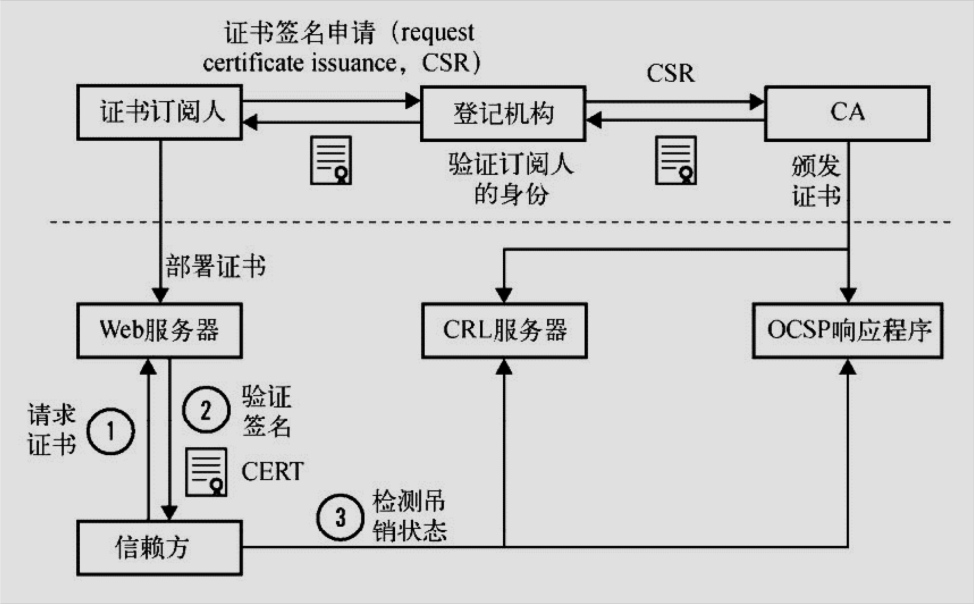 证书签名申请（request
certificate issuance，CSR）
CSR
证书订阅人
登记机构
CA
验证订阅人
的身份
颁发
证书
部署证书
Web服务器
CRL服务器
OCSP响应程序
请求
证书
1
2
验证
签名
CERT
3
检测吊
销状态
信赖方